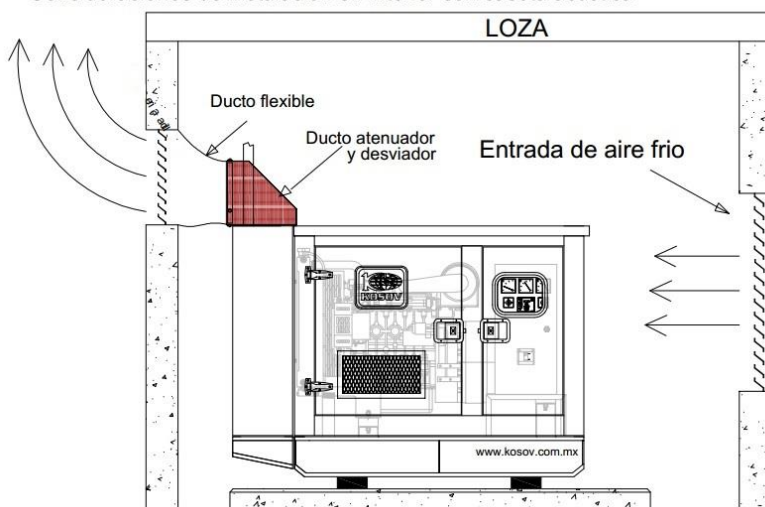 LOZA
Ducto flexible
Ducto atenuador
y desviador
Entrada de aire frio
KOSOV
www.kosov.com.mx